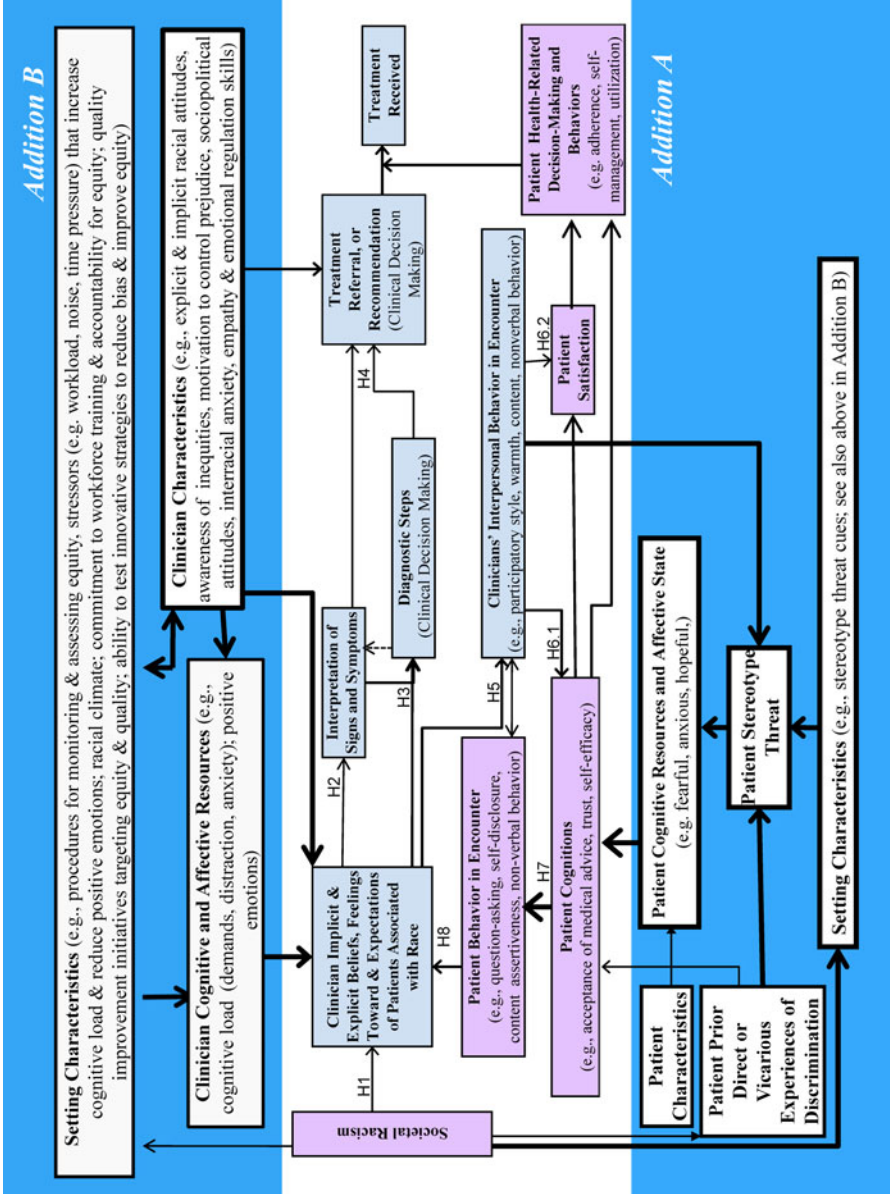 Addition B
Setting Characteristics (e.g., procedures for monitoring & assessing equity, stressors (e.g. workload, noise, time pressure) that increase
cognitive load & reduce positive emotions; racial climate; commitment to workforce training & accountability for equity; quality
improvement initiatives targeting equity & quality; ability to test innovative strategies to reduce bias & improve equity)
Clinician Cognitive and Affective Resources (e.g.,
cognitive load (demands, distraction, anxiety); positive
emotions)
Clinician Characteristics (e.g., explicit & implicit racial attitudes,
awareness of inequities, motivation to control prejudice, sociopolitical
attitudes, interracial anxiety, empathy & emotional regulation skills)
Societal Racism
H1
Clinician Implicit &
Explicit Beliefs, Feelings
Toward & Expectations
of Patients Associated
with Race
H2
Interpretation of
Signs and Symptoms
H3
Diagnostic Steps
(Clinical Decision Making)
H4
Treatment
Referral, or
Recommendation
(Clinical Decision
Making)
Treatment
Received
H8
Patient Behavior in Encounter
(e.g., question-asking, self-disclosure,
content assertiveness, non-verbal behavior)
H5
Clinicians' Interpersonal Behavior in Encounter
(e.g., participatory style, warmth, content, nonverbal behavior)
H7
Patient Cognitions
(e.g., acceptance of medical advice, trust, self-efficacy)
H6.1
H6.2
Patient
Satisfaction
Patient Health-Related
Decision-Making and
Behaviors
(e.g. adherence, self-
management, utilization)
Patient
Characteristics
Patient Prior
Direct or
Vicarious
Experiences of
Discrimination
Patient Cognitive Resources and Affective State
(e.g. fearful, anxious, hopeful,)
Patient Stereotype
Threat
Setting Characteristics (e.g., stereotype threat cues; see also above in Addition B)
Addition A